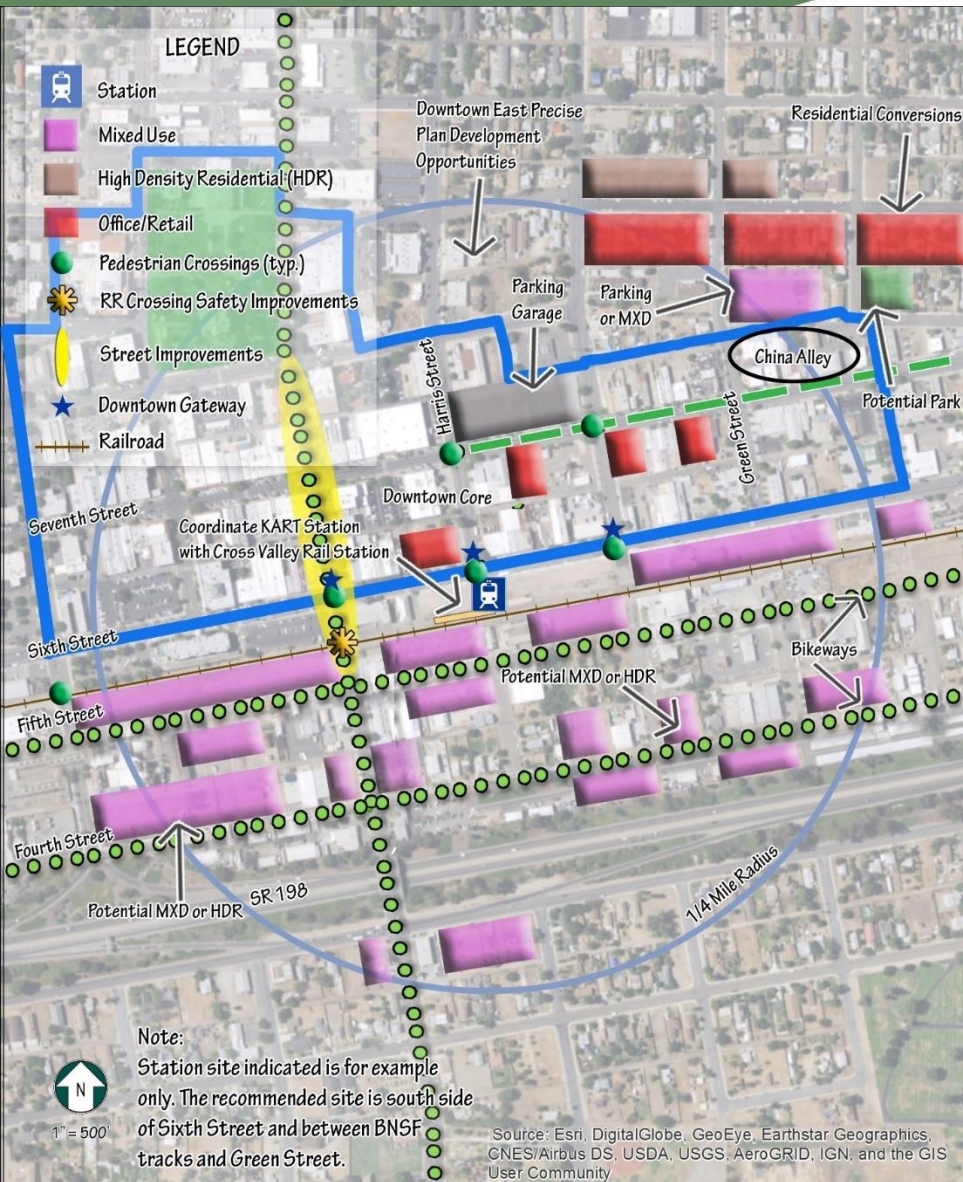 LEGEND
Station
Mixed Use
High Density Residential (HDR)
Office/Retail
Pedestrian Crossings (typ.)
RR Crossing Safety Improvements
Street Improvements
Downtown Gateway
Railroad
Downtown East Precise
Plan Development
Opportunities
Residential Conversions
Parking
Garage
Parking
or MXD
China Alley
Harris Street
Green Street
Potential Park
Downtown Core
Seventh Street
Coordinate KART Station
with Cross Valley Rail Station
Sixth Street
Bikeways
Potential MXD or HDR
Fifth Street
Fourth Street
SR 198
1/4 Mile Radius
Potential MXD or HDR
Note:
Station site indicated is for example
only. The recommended site is south side
of Sixth Street and between BNSF
tracks and Green Street.
N
1" = 500'
Source: Esri, DigitalGlobe, GeoEye, Earthstar Geographics,
CNES/Airbus DS, USDA, USGS, AeroGRID, IGN, and the GIS
User Community